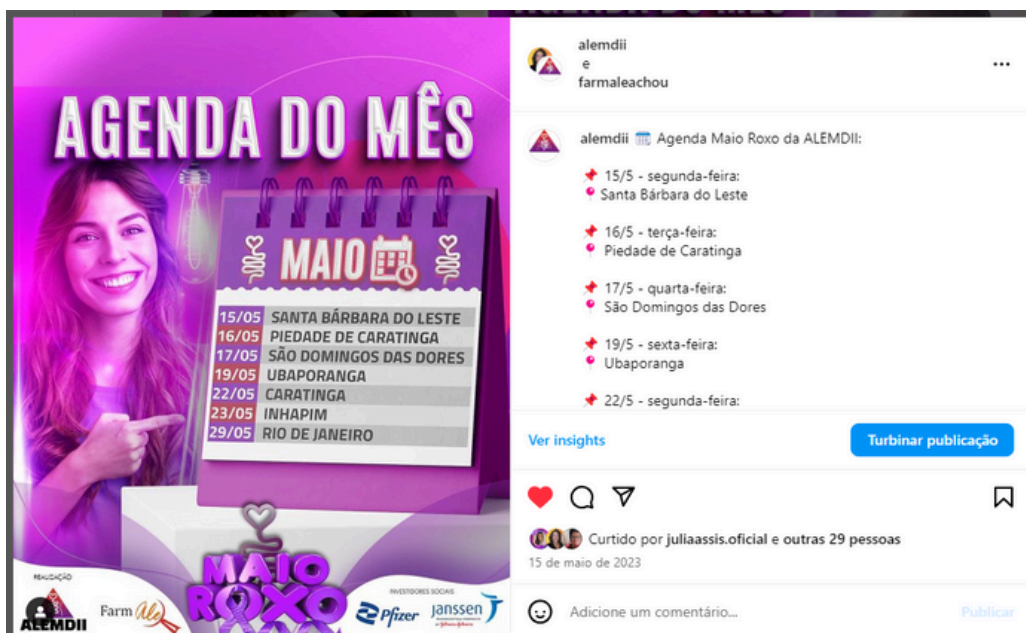 AGENDA DO MÊS
MAIO
15/05 SANTA BÁRBARA DO LESTE
16/05 PIEDADE DE CARATINGA
17/05 SÃO DOMINGOS DAS DORES
19/05 UBAPORANGA
22/05 CARATINGA
23/05 INHAPIM
29/05 RIO DE JANEIRO
MAIO
ROXO
REALIZAÇÃO
ALEMDII
Farm Ale
INVESTIDORES SOCIAIS
Pfizer
janssen
alemdii
e
farmaleachou
alemdii 📅 Agenda Maio Roxo da ALEMDII:
📌 15/5 - segunda-feira:
📍 Santa Bárbara do Leste
📌 16/5 - terça-feira:
📍 Piedade de Caratinga
📌 17/5 - quarta-feira:
📍 São Domingos das Dores
📌 19/5 - sexta-feira:
📍 Ubaporanga
📌 22/5 - segunda-feira:
Ver insights
Turbinar publicação
Curtido por juliaassis.oficial e outras 29 pessoas
15 de maio de 2023
Adicione um comentário...
Publicar